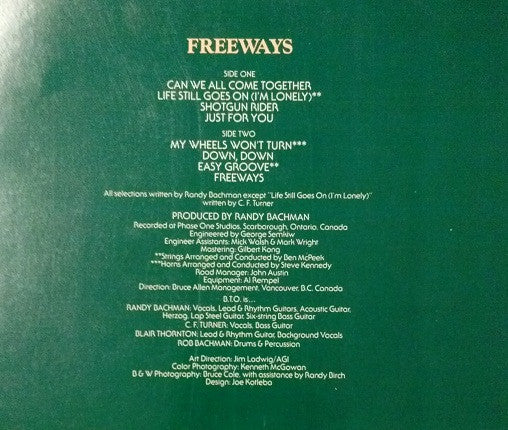 FREEWAYS
SIDE ONE
CAN WE ALL COME TOGETHER
LIFE STILL GOES ON (I'M LONELY)**
SHOTGUN RIDER
JUST FOR YOU
SIDE TWO
MY WHEELS WON'T TURN***
DOWN, DOWN
EASY GROOVE**
FREEWAYS
All selections written by Randy Bachman except "Life Still Goes On (I'm Lonely)"
written by C. F. Turner
PRODUCED BY RANDY BACHMAN
Recorded at Phase One Studios, Scarborough, Ontario, Canada
Engineered by George Semkiw
Engineer Assistants: Mick Walsh & Mark Wright
Mastering: Gilbert Kong
**Strings Arranged and Conducted by Ben McPeek
***Horns Arranged and Conducted by Steve Kennedy
Road Manager: John Austin
Equipment: Al Rempel
Direction: Bruce Allen Management, Vancouver, B.C. Canada
B.T.O. is...
RANDY BACHMAN: Vocals, Lead & Rhythm Guitars, Acoustic Guitar,
Herzog, Lap Steel Guitar, Six-string Bass Guitar
C. F. TURNER: Vocals, Bass Guitar
BLAIR THORNTON: Lead & Rhythm Guitar, Background Vocals
ROB BACHMAN: Drums & Percussion
Art Direction: Jim Ladwig/AGI
Color Photography: Kenneth McGowan
B & W Photography: Bruce Cole, with assistance by Randy Birch
Design: Joe Kotleba